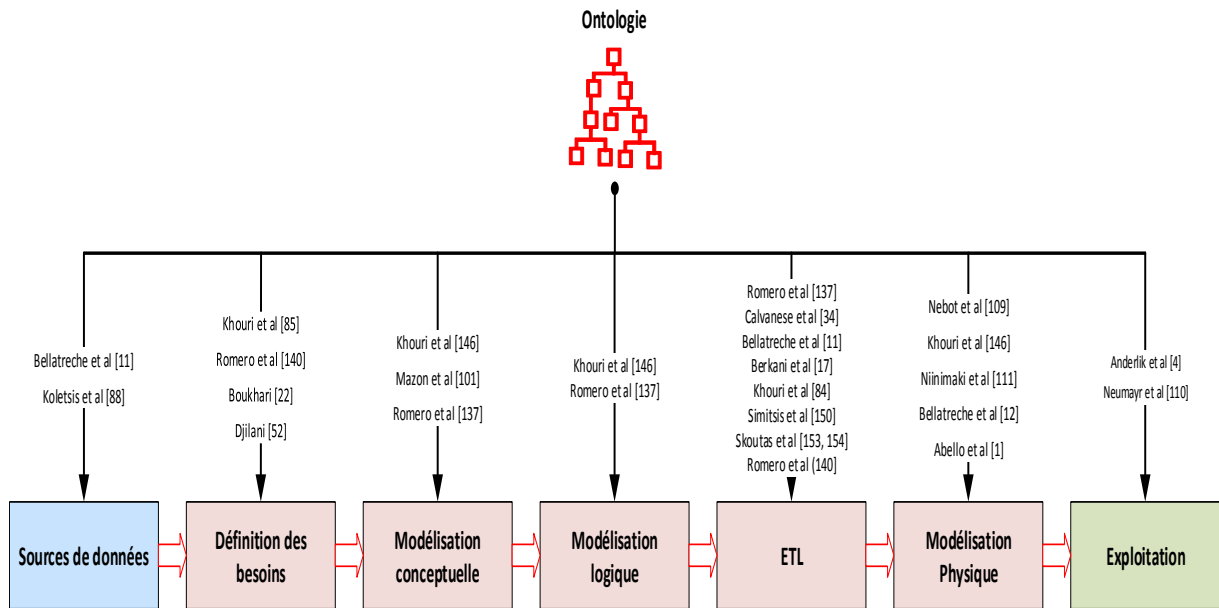 Ontologie
Bellatreche et al [11]
Koletsis et al [88]
Khouri et al [85]
Romero et al [140]
Boukhari [22]
Djilani [52]
Khouri et al [146]
Mazon et al [101]
Romero et al [137]
Khouri et al [146]
Romero et al [137]
Romero et al [137]
Calvanese et al [34]
Bellatreche et al [11]
Berkani et al [17]
Khouri et al [84]
Simitsis et al [150]
Skoutas et al [153, 154]
Romero et al (140]
Nebot et al [109]
Khouri et al [146]
Niinimaki et al [111]
Bellatreche et al [12]
Abello et al [1]
Anderlik et al [4]
Neumayr et al [110]
Sources de données
Définition des
besoins
Modélisation
conceptuelle
Modélisation
logique
ETL
Modélisation
Physique
Exploitation